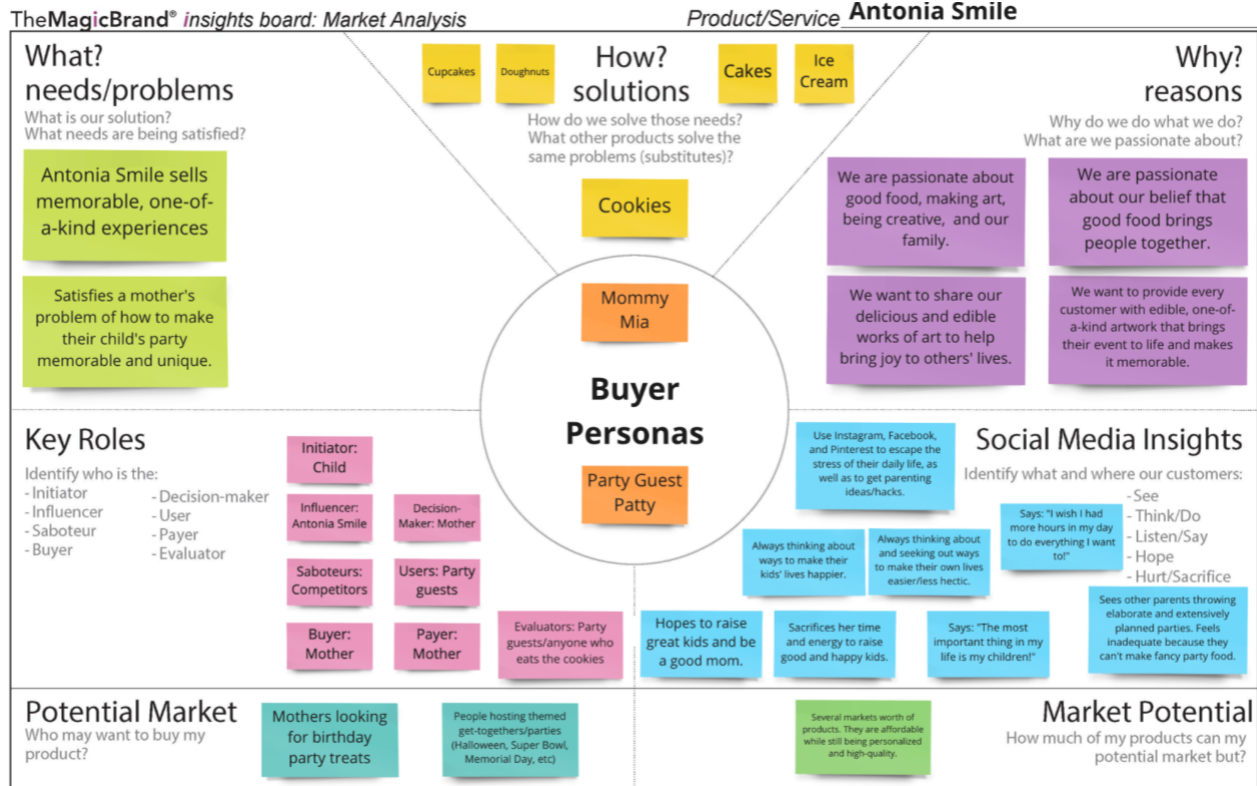 TheMagicBrand® insights board: Market Analysis
Product/Service Antonia Smile
What?
needs/problems
What is our solution?
What needs are being satisfied?
Antonia Smile sells
memorable, one-of-
a-kind experiences
Satisfies a mother's
problem of how to make
their child's party
memorable and unique.
Cupcakes
Doughnuts
How?
solutions
Cakes
Ice
Cream
How do we solve those needs?
What other products solve the
same problems (substitutes)?
Cookies
Why?
reasons
Why do we do what we do?
What are we passionate about?
We are passionate about
good food, making art,
being creative, and our
family.
We are passionate
about our belief that
good food brings
people together.
We want to share our
delicious and edible
works of art to help
bring joy to others' lives.
We want to provide every
customer with edible, one-of-
a-kind artwork that brings
their event to life and makes
it memorable.
Mommy
Mia
Buyer
Personas
Party Guest
Patty
Key Roles
Identify who is the:
- Initiator
- Influencer
- Saboteur
- Buyer
- Decision-maker
- User
- Payer
- Evaluator
Initiator:
Child
Influencer:
Antonia Smile
Decision-
Maker: Mother
Saboteurs:
Competitors
Users: Party
guests
Buyer:
Mother
Payer:
Mother
Evaluators: Party
guests/anyone who
eats the cookies
Social Media Insights
Identify what and where our customers:
- See
- Think/Do
- Listen/Say
- Hope
- Hurt/Sacrifice
Use Instagram, Facebook,
and Pinterest to escape the
stress of their daily life, as
well as to get parenting
ideas/hacks.
Says: "I wish I had
more hours in my day
to do everything I want
to!"
Always thinking about
ways to make their
kids' lives happier.
Always thinking about
and seeking out ways
to make their own lives
easier/less hectic.
Sees other parents throwing
elaborate and extensively
planned parties. Feels
inadequate because they
can't make fancy party food.
Hopes to raise
great kids and be
a good mom.
Sacrifices her time
and energy to raise
good and happy kids.
Says: "The most
important thing in my
life is my children!"
Potential Market
Who may want to buy my
product?
Mothers looking
for birthday
party treats
People hosting themed
get-togethers/parties
(Halloween, Super Bowl,
Memorial Day, etc)
Several markets worth of
products. They are affordable
while still being personalized
and high-quality.
Market Potential
How much of my products can my
potential market but?